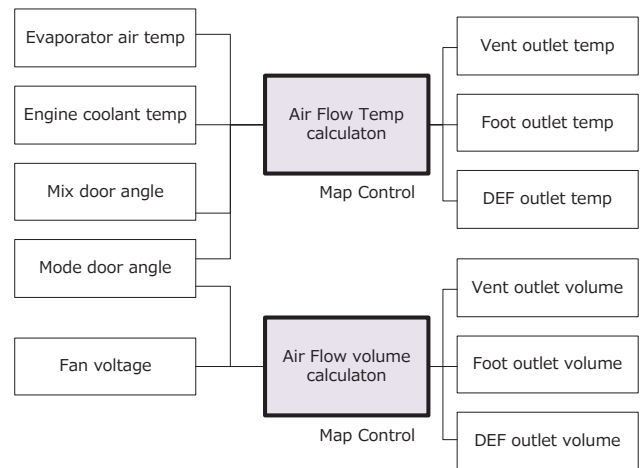 Evaporator air temp
Engine coolant temp
Mix door angle
Mode door angle
Fan voltage
Air Flow Temp
calculaton
Map Control
Air Flow volume
calculaton
Map Control
Vent outlet temp
Foot outlet temp
DEF outlet temp
Vent outlet volume
Foot outlet volume
DEF outlet volume